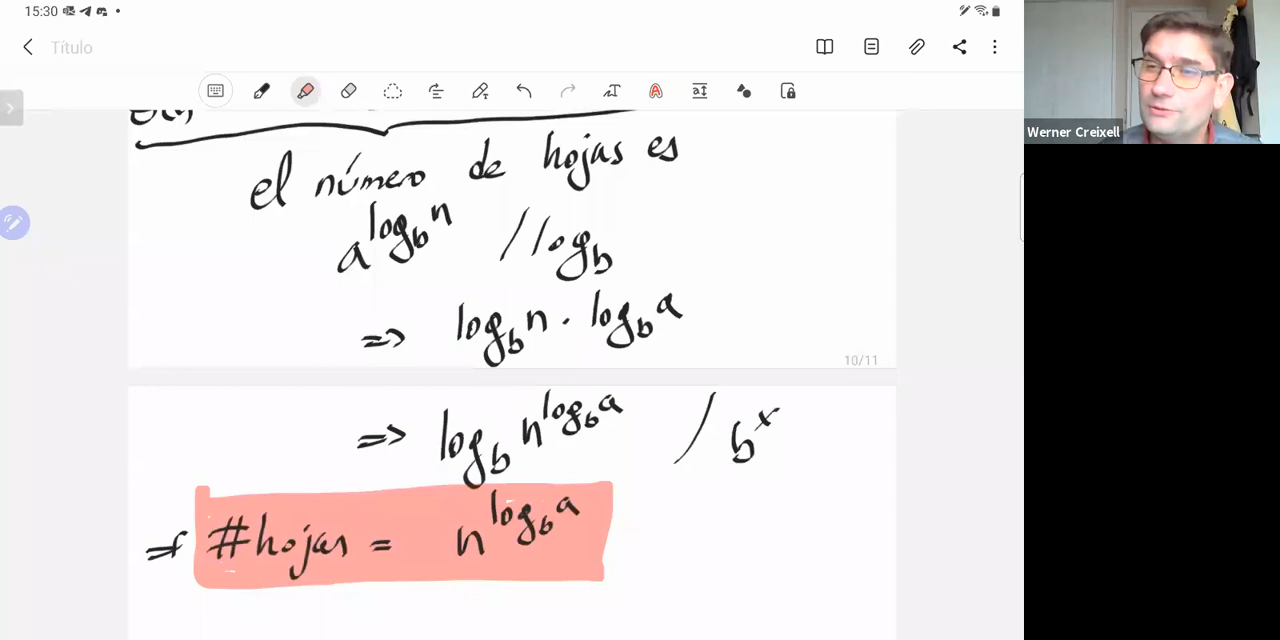 15:30
Título
Werner Creixell
el número de hojas es
a^log_b n / log_b
=> log_b n · log_b a
10/11
=> log_b n^log_b a / b^x
=> #hojas = n^log_b a